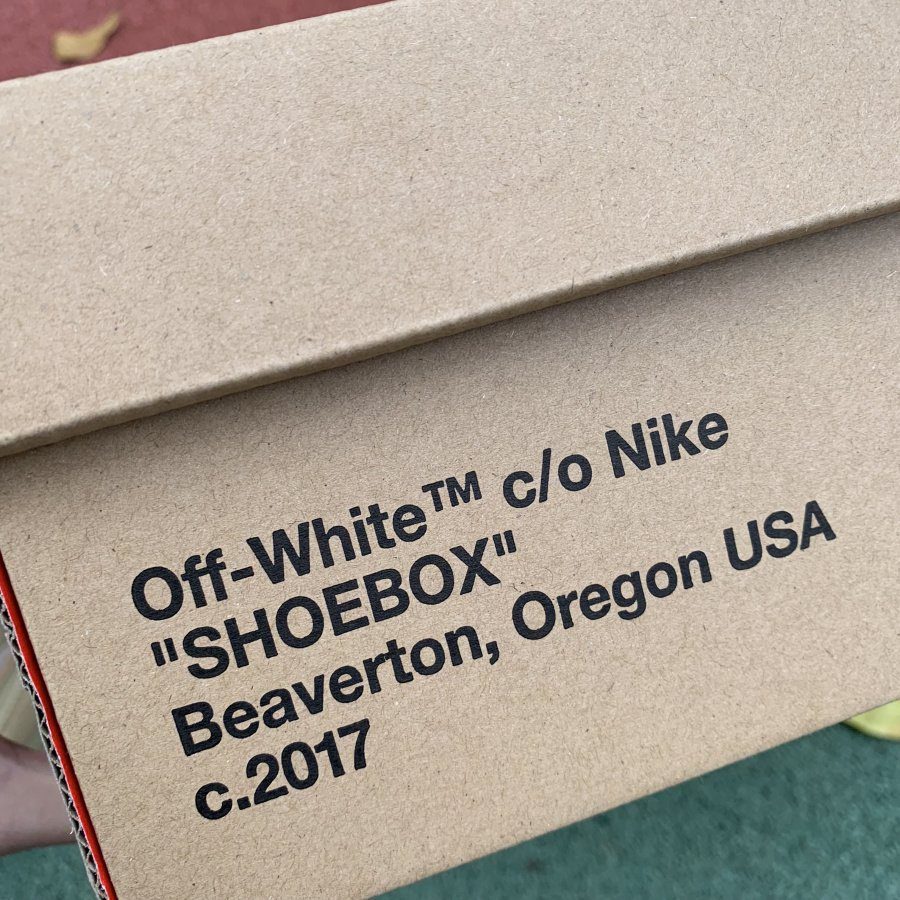 Off-White™ c/o Nike
"SHOEBOX"
Beaverton, Oregon USA
c.2017